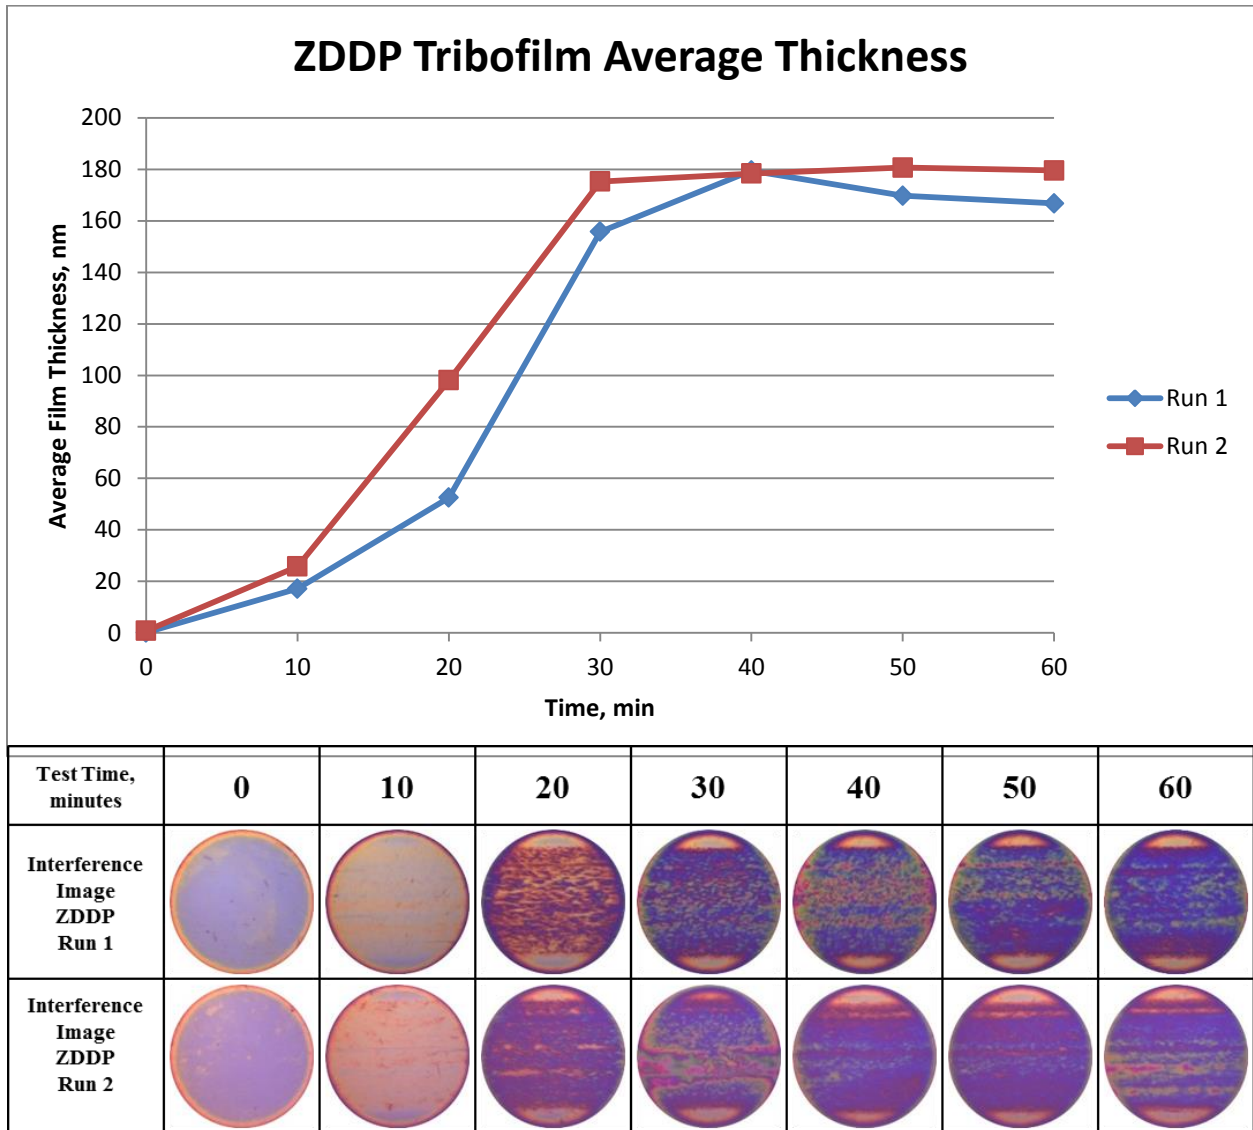 ZDDP Tribofilm Average Thickness
200
180
160
140
120
100
80
60
40
20
0
Average Film Thickness, nm
0 10 20 30 40 50 60
Time, min
Run 1
Run 2
Test Time,
minutes
0 10 20 30 40 50 60
Interference
Image
ZDDP
Run 1
Interference
Image
ZDDP
Run 2